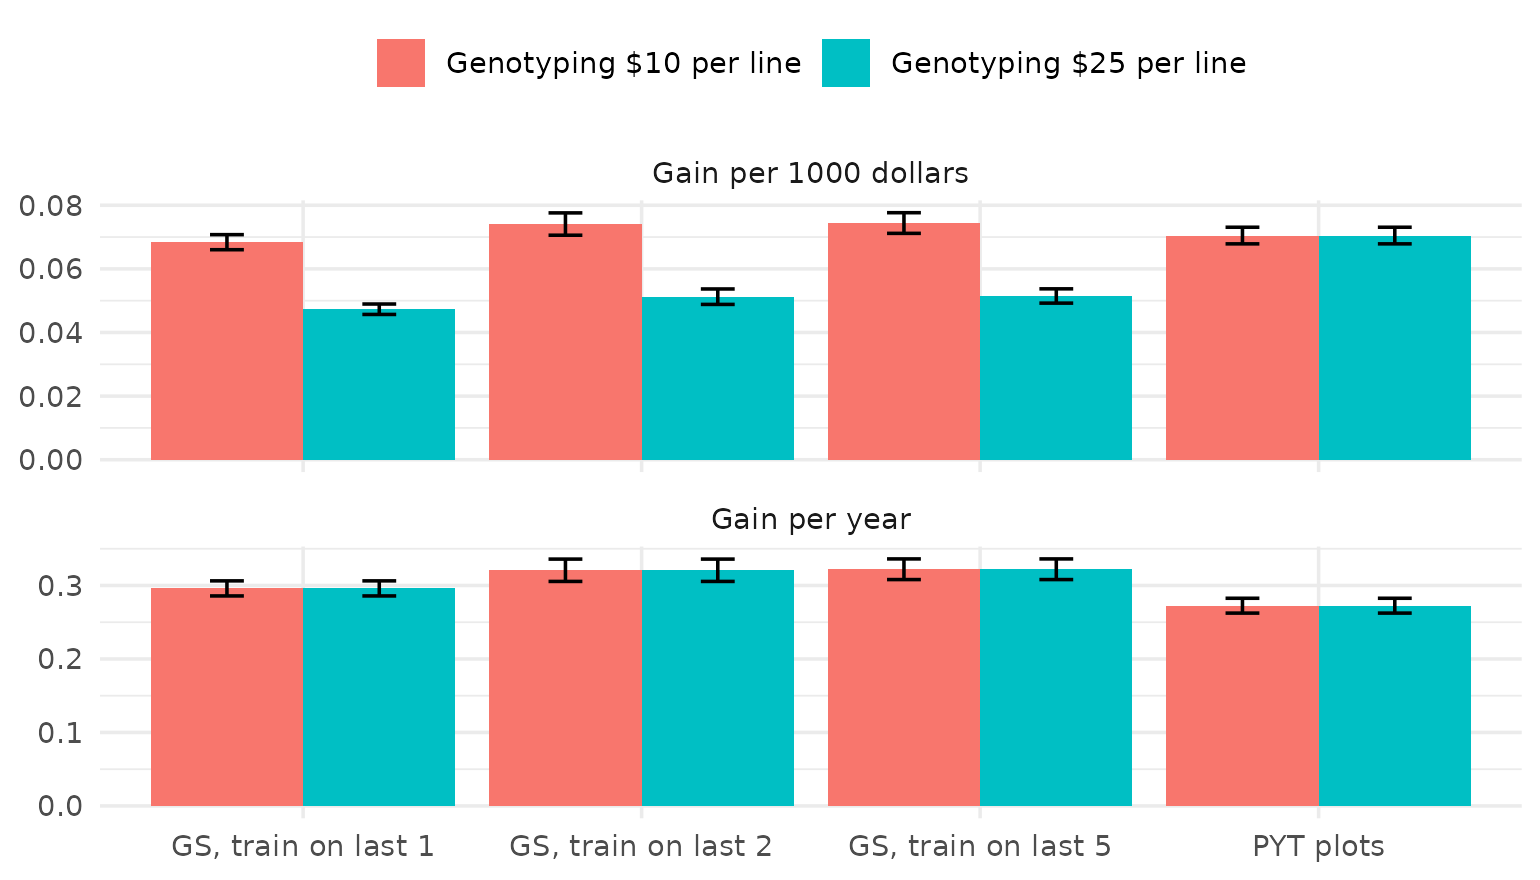 Genotyping $10 per line Genotyping $25 per line
Gain per 1000 dollars
0.08
0.06
0.04
0.02
0.00
Gain per year
0.3
0.2
0.1
0.0
GS, train on last 1 GS, train on last 2 GS, train on last 5 PYT plots